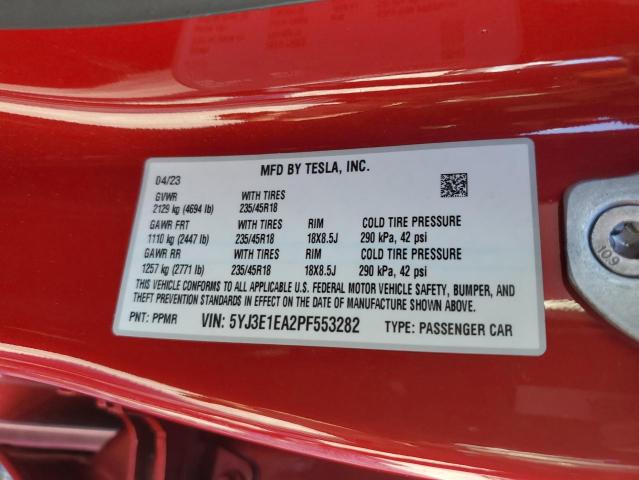 MFD BY TESLA, INC.
04/23
GVWR WITH TIRES
2129 kg (4694 lb) 235/45R18
GAWR FRT WITH TIRES RIM COLD TIRE PRESSURE
1110 kg (2447 lb) 235/45R18 18X8.5J 290 kPa, 42 psi
GAWR RR WITH TIRES RIM COLD TIRE PRESSURE
1257 kg (2771 lb) 235/45R18 18X8.5J 290 kPa, 42 psi
THIS VEHICLE CONFORMS TO ALL APPLICABLE U.S. FEDERAL MOTOR VEHICLE SAFETY, BUMPER, AND
THEFT PREVENTION STANDARDS IN EFFECT ON THE DATE OF MANUFACTURE SHOWN ABOVE.
PNT: PPMR VIN: 5YJ3E1EA2PF553282 TYPE: PASSENGER CAR
109